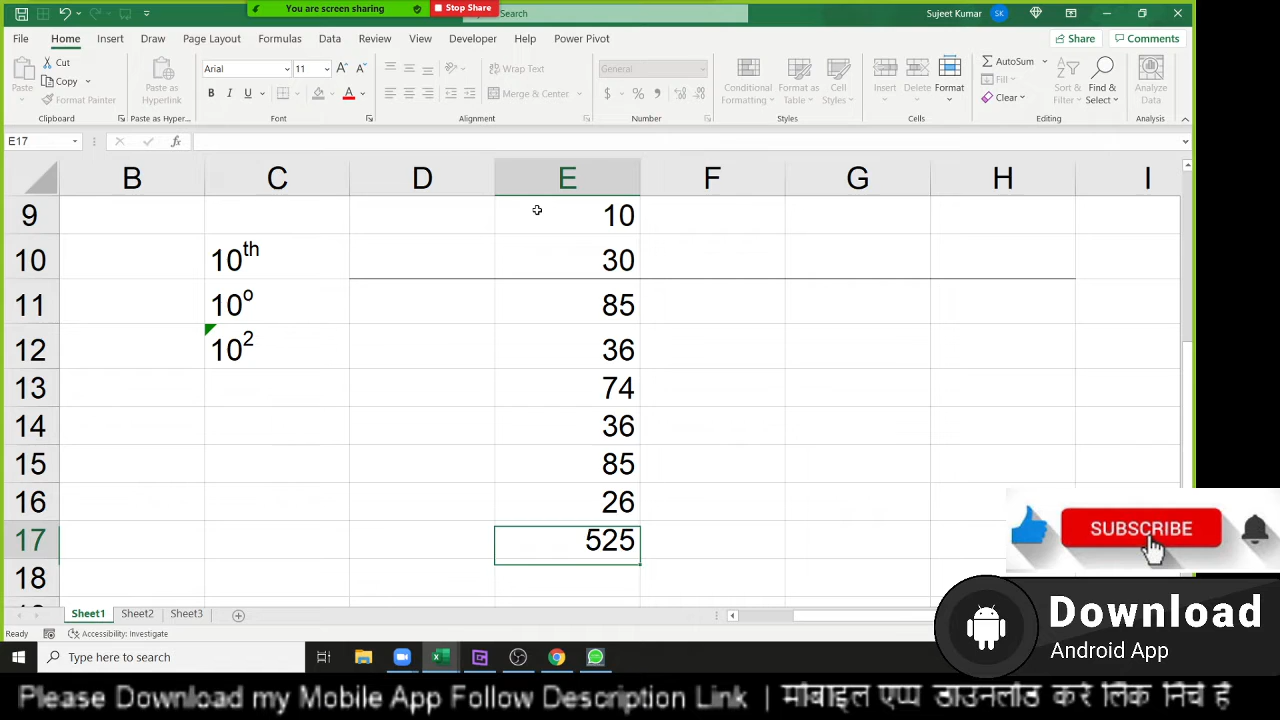 You are screen sharing
Stop Share
Search
Sujeet Kumar
SK
File Home Insert Draw Page Layout Formulas Data Review View Developer Help Power Pivot
Share
Comments
Paste
Cut
Copy
Format Painter
Clipboard
Paste as Hyperlink
Paste as Hyper...
Arial
11
B I U
Font
Wrap Text
Merge & Center
Alignment
General
$ % ,
Number
Conditional Formatting
Format as Table
Cell Styles
Styles
Insert
Delete
Format
Cells
AutoSum
Fill
Clear
Sort & Filter
Find & Select
Editing
Analyze Data
Analysis
E17
fx
B C D E F G H I
9 10
10 10th 30
11 10o 85
12 102 36
13 74
14 36
15 85
16 26
17 525
18
SUBSCRIBE
Download
Android App
Sheet1 Sheet2 Sheet3
Ready
Accessibility: Investigate
Type here to search
Please Download my Mobile App Follow Description Link | मोबाइल एप्प डाउनलोड करे लिंक निचे है